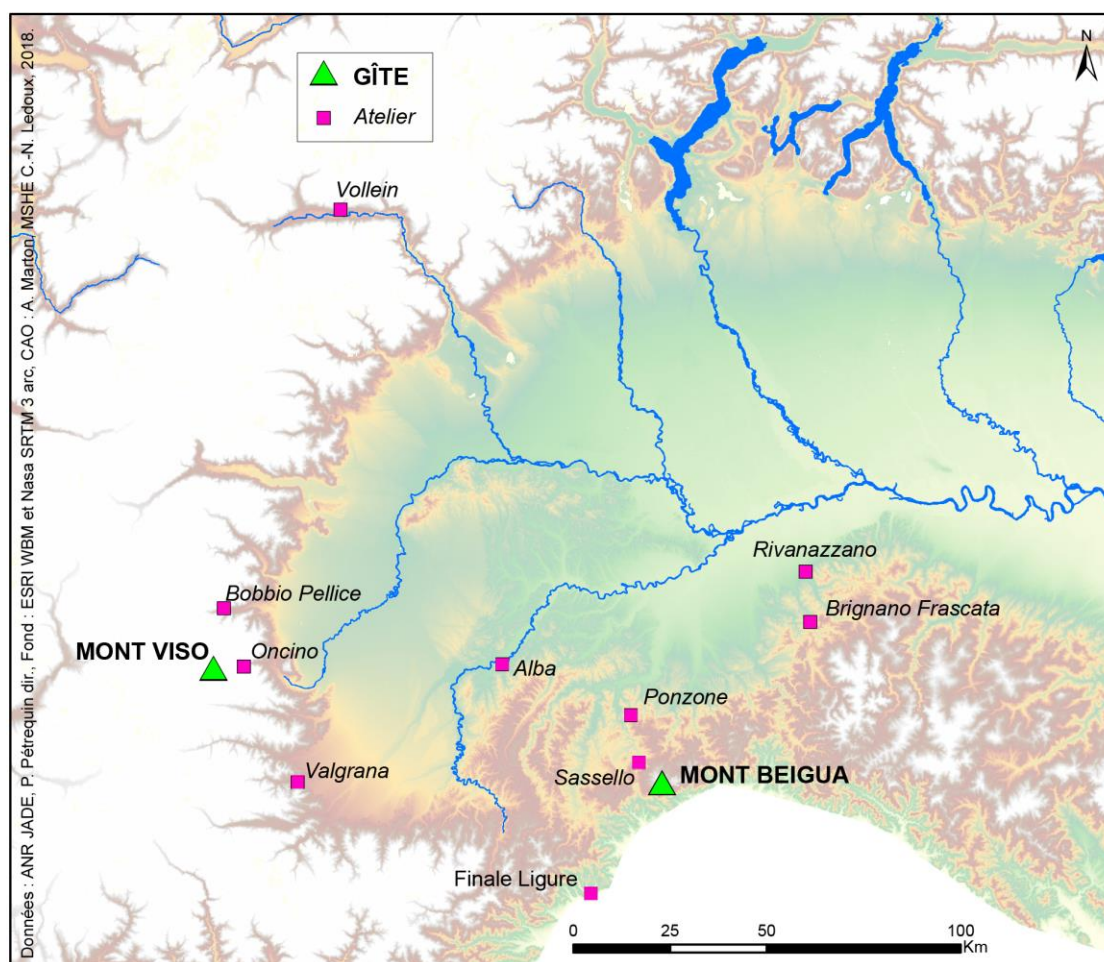 N
GÎTE
Atelier
Vollein
Rivanazzano
Bobbio Pellice
Brignano Frascata
MONT VISO
Oncino
Alba
Ponzone
Valgrana
Sassello
MONT BEIGUA
Finale Ligure
0 25 50 100
Km
Données : ANR JADE, P. Pétrequin dir., Fond : ESRI WBM et Nasa SRTM 3 arc, CAO : A. Marton, MSHE C.-N. Ledoux, 2018.